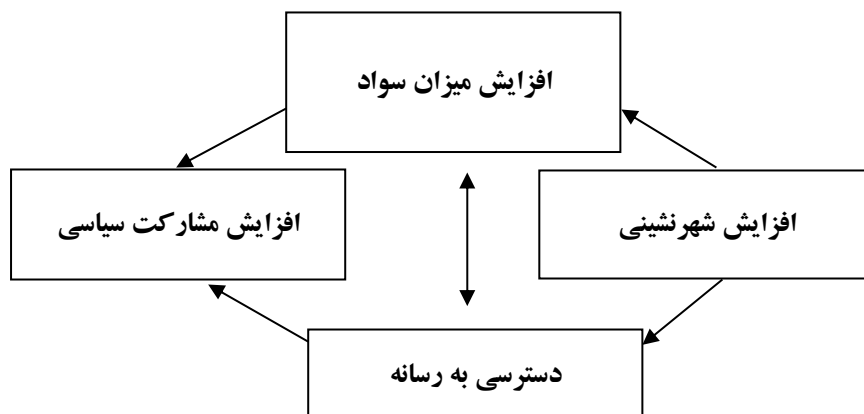 افزایش میزان سواد
افزایش شهرنشینی
افزایش مشارکت سیاسی
دسترسی به رسانه